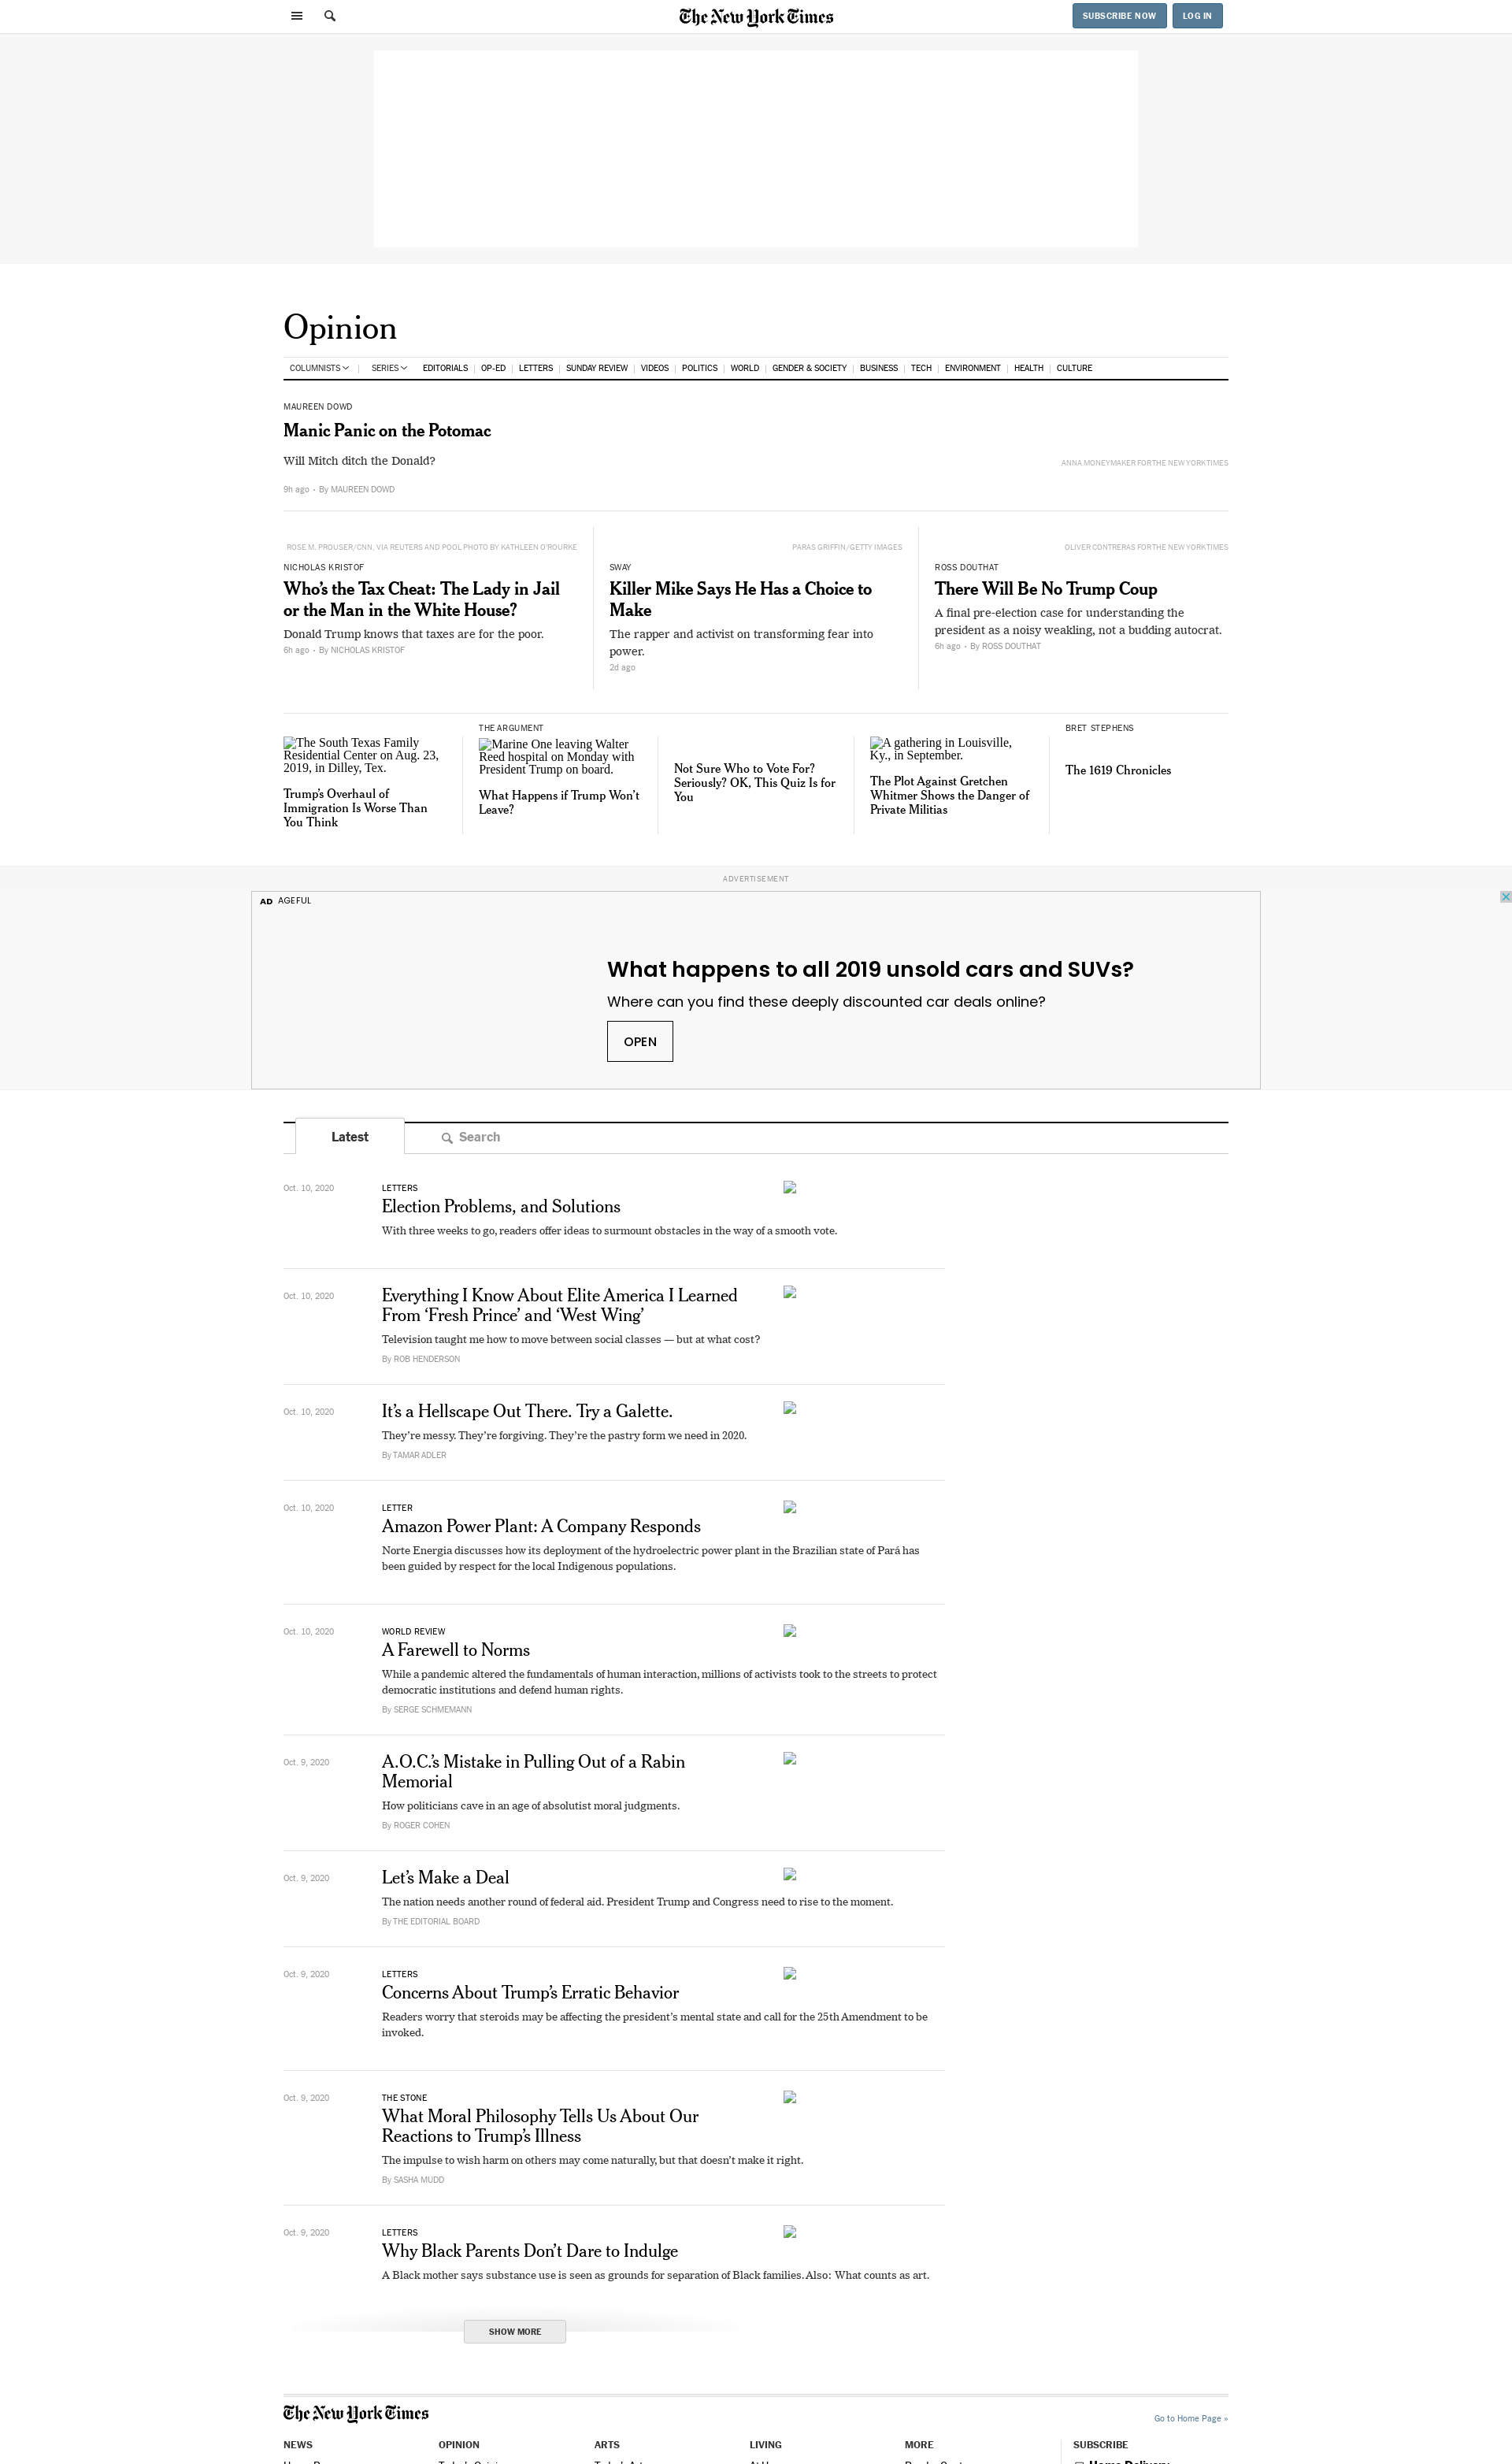 The New York Times
SUBSCRIBE NOW
LOG IN
Opinion
COLUMNISTS
SERIES
EDITORIALS
OP-ED
LETTERS
SUNDAY REVIEW
VIDEOS
POLITICS
WORLD
GENDER & SOCIETY
BUSINESS
TECH
ENVIRONMENT
HEALTH
CULTURE
MAUREEN DOWD
Manic Panic on the Potomac
Will Mitch ditch the Donald?
ANNA MONEYMAKER FOR THE NEW YORK TIMES
9h ago • By MAUREEN DOWD
ROSE M. PROUSER/CNN, VIA REUTERS AND POOL PHOTO BY KATHLEEN O'ROURKE
NICHOLAS KRISTOF
Who’s the Tax Cheat: The Lady in Jail
or the Man in the White House?
Donald Trump knows that taxes are for the poor.
6h ago • By NICHOLAS KRISTOF
PARAS GRIFFIN/GETTY IMAGES
SWAY
Killer Mike Says He Has a Choice to
Make
The rapper and activist on transforming fear into
power.
2d ago
OLIVER CONTRERAS FOR THE NEW YORK TIMES
ROSS DOUTHAT
There Will Be No Trump Coup
A final pre-election case for understanding the
president as a noisy weakling, not a budding autocrat.
6h ago • By ROSS DOUTHAT
The South Texas Family
Residential Center on Aug. 23,
2019, in Dilley, Tex.
Trump’s Overhaul of
Immigration Is Worse Than
You Think
THE ARGUMENT
Marine One leaving Walter
Reed hospital on Monday with
President Trump on board.
What Happens if Trump Won’t
Leave?
Not Sure Who to Vote For?
Seriously? OK, This Quiz Is for
You
A gathering in Louisville,
Ky., in September.
The Plot Against Gretchen
Whitmer Shows the Danger of
Private Militias
BRET STEPHENS
The 1619 Chronicles
ADVERTISEMENT
AD AGEFUL
What happens to all 2019 unsold cars and SUVs?
Where can you find these deeply discounted car deals online?
OPEN
Latest
Search
Oct. 10, 2020
LETTERS
Election Problems, and Solutions
With three weeks to go, readers offer ideas to surmount obstacles in the way of a smooth vote.
Oct. 10, 2020
Everything I Know About Elite America I Learned
From ‘Fresh Prince’ and ‘West Wing’
Television taught me how to move between social classes — but at what cost?
By ROB HENDERSON
Oct. 10, 2020
It’s a Hellscape Out There. Try a Galette.
They’re messy. They’re forgiving. They’re the pastry form we need in 2020.
By TAMAR ADLER
Oct. 10, 2020
LETTER
Amazon Power Plant: A Company Responds
Norte Energia discusses how its deployment of the hydroelectric power plant in the Brazilian state of Pará has
been guided by respect for the local Indigenous populations.
Oct. 10, 2020
WORLD REVIEW
A Farewell to Norms
While a pandemic altered the fundamentals of human interaction, millions of activists took to the streets to protect
democratic institutions and defend human rights.
By SERGE SCHMEMANN
Oct. 9, 2020
A.O.C.’s Mistake in Pulling Out of a Rabin
Memorial
How politicians cave in an age of absolutist moral judgments.
By ROGER COHEN
Oct. 9, 2020
Let’s Make a Deal
The nation needs another round of federal aid. President Trump and Congress need to rise to the moment.
By THE EDITORIAL BOARD
Oct. 9, 2020
LETTERS
Concerns About Trump’s Erratic Behavior
Readers worry that steroids may be affecting the president’s mental state and call for the 25th Amendment to be
invoked.
Oct. 9, 2020
THE STONE
What Moral Philosophy Tells Us About Our
Reactions to Trump’s Illness
The impulse to wish harm on others may come naturally, but that doesn’t make it right.
By SASHA MUDD
Oct. 9, 2020
LETTERS
Why Black Parents Don’t Dare to Indulge
A Black mother says substance use is seen as grounds for separation of Black families. Also: What counts as art.
SHOW MORE
The New York Times
Go to Home Page »
NEWS
OPINION
ARTS
LIVING
MORE
SUBSCRIBE